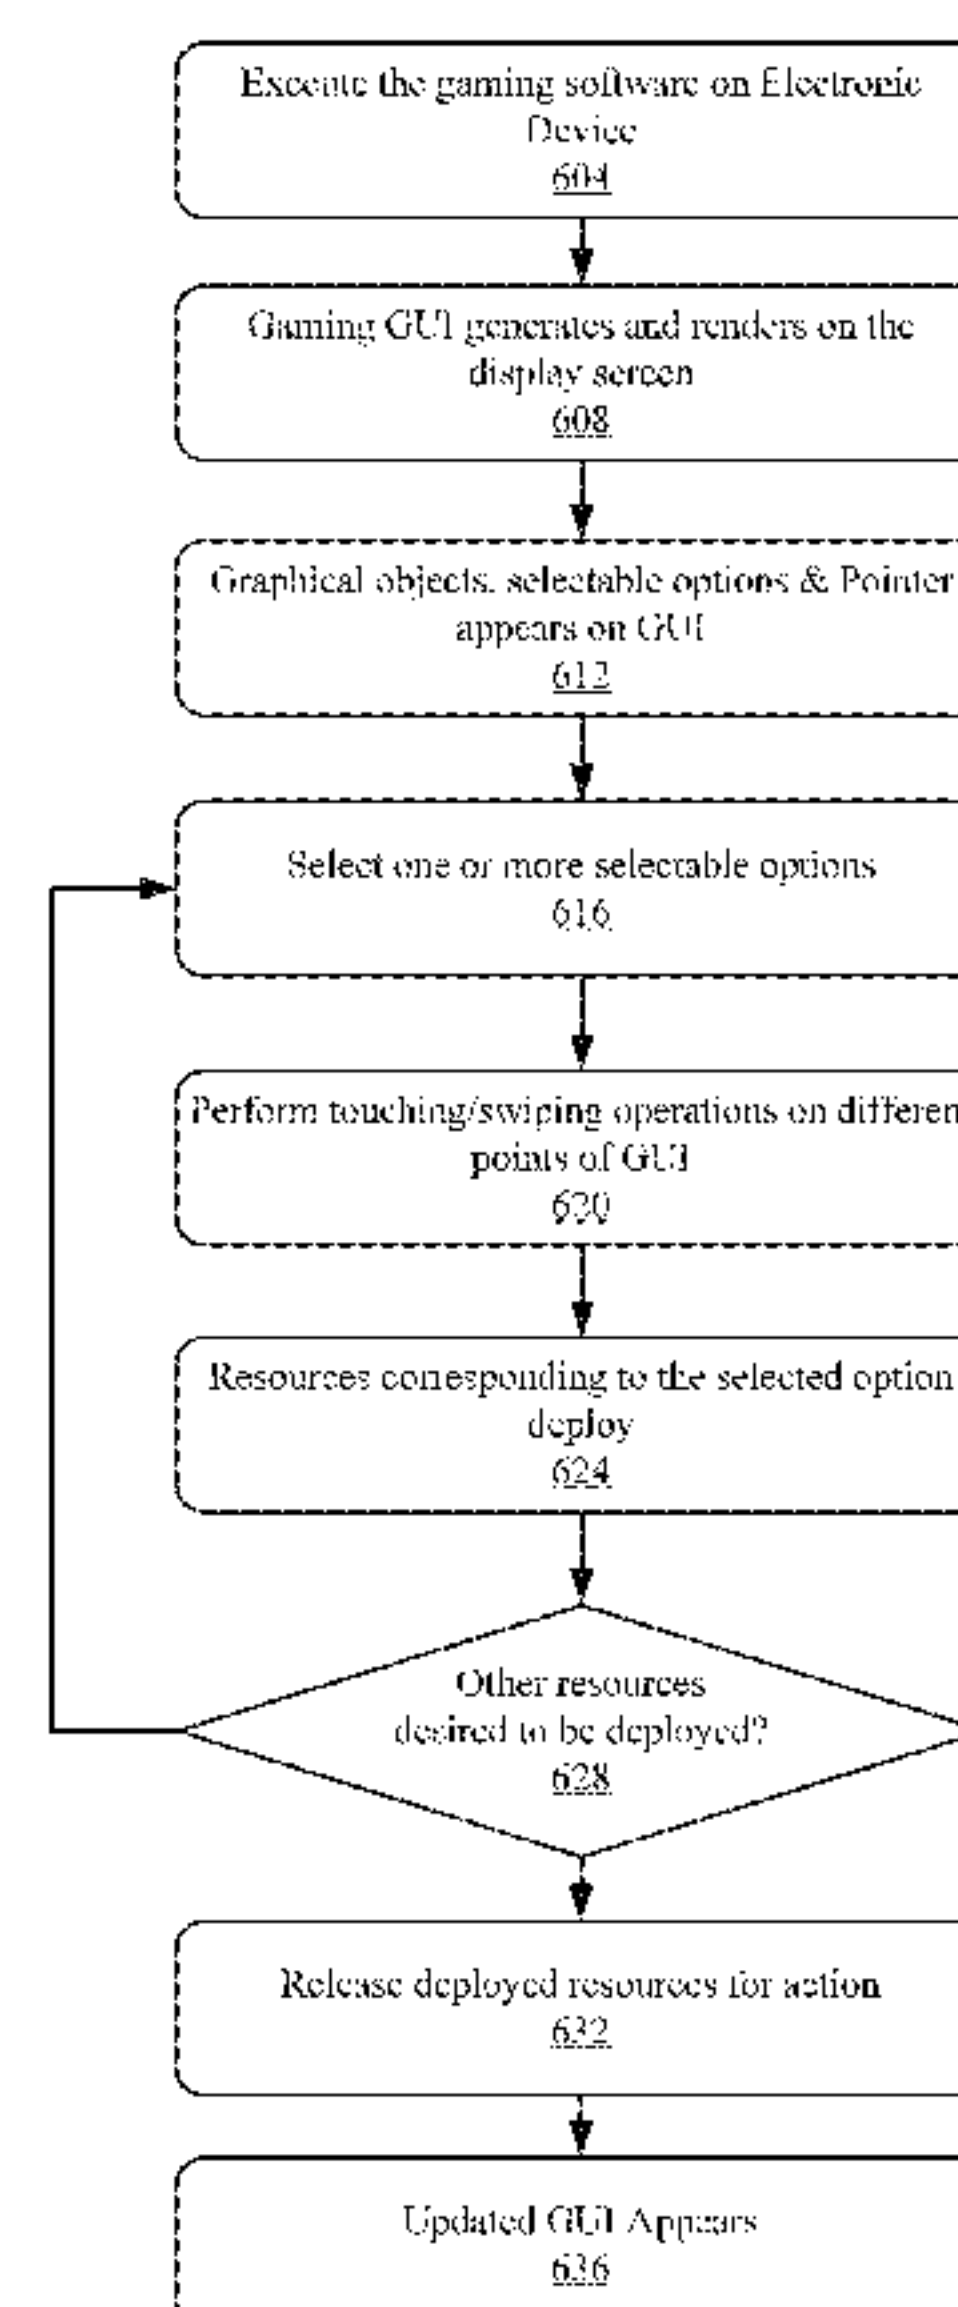 Execute the gaming software on Electronic
Device
604
Gaming GUI generates and renders on the
display screen
608
Graphical objects, selectable options & Pointer
appears on GUI
612
Select one or more selectable options
616
Perform touching/swiping operations on differen
points of GUI
620
Resources corresponding to the selected option
deploy
624
Other resources
desired to be deployed?
628
Release deployed resources for action
632
Updated GUI Appears
636